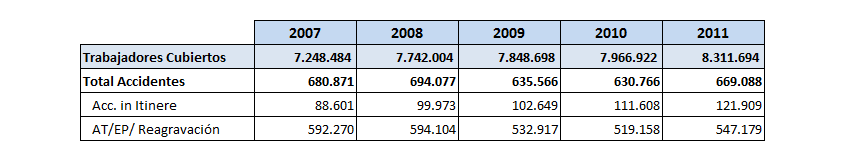 2007 2008 2009 2010 2011
Trabajadores Cubiertos 7.248.484 7.742.004 7.848.698 7.966.922 8.311.694
Total Accidentes 680.871 694.077 635.566 630.766 669.088
Acc. in Itinere 88.601 99.973 102.649 111.608 121.909
AT/EP/ Reagravación 592.270 594.104 532.917 519.158 547.179